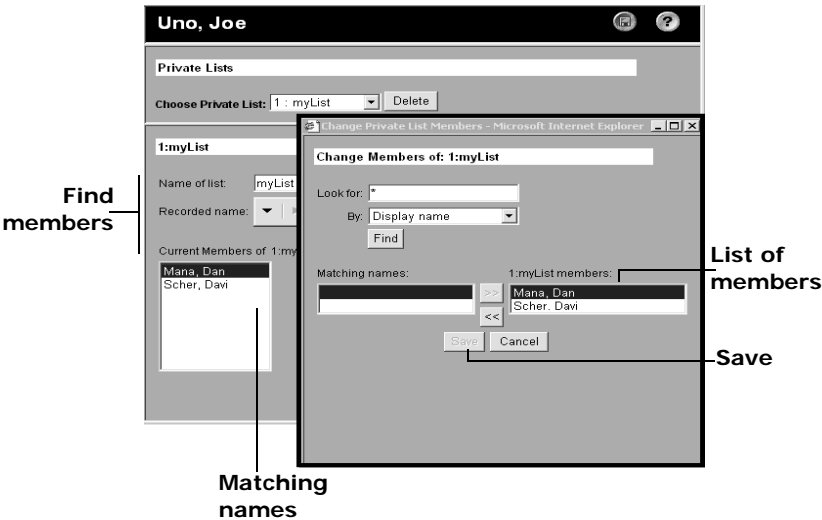 Uno, Joe
?
Private Lists
Choose Private List: 1 : myList Delete
Change Private List Members - Microsoft Internet Explorer
1:myList
Change Members of: 1:myList
Name of list: myList
Recorded name:
Look for: *
By: Display name
Find
Find
members
Current Members of 1:my
Mana, Dan
Scher, Davi
Matching names:
1:myList members:
>>
<<
Mana, Dan
Scher. Davi
List of
members
Save Cancel
Save
Matching
names